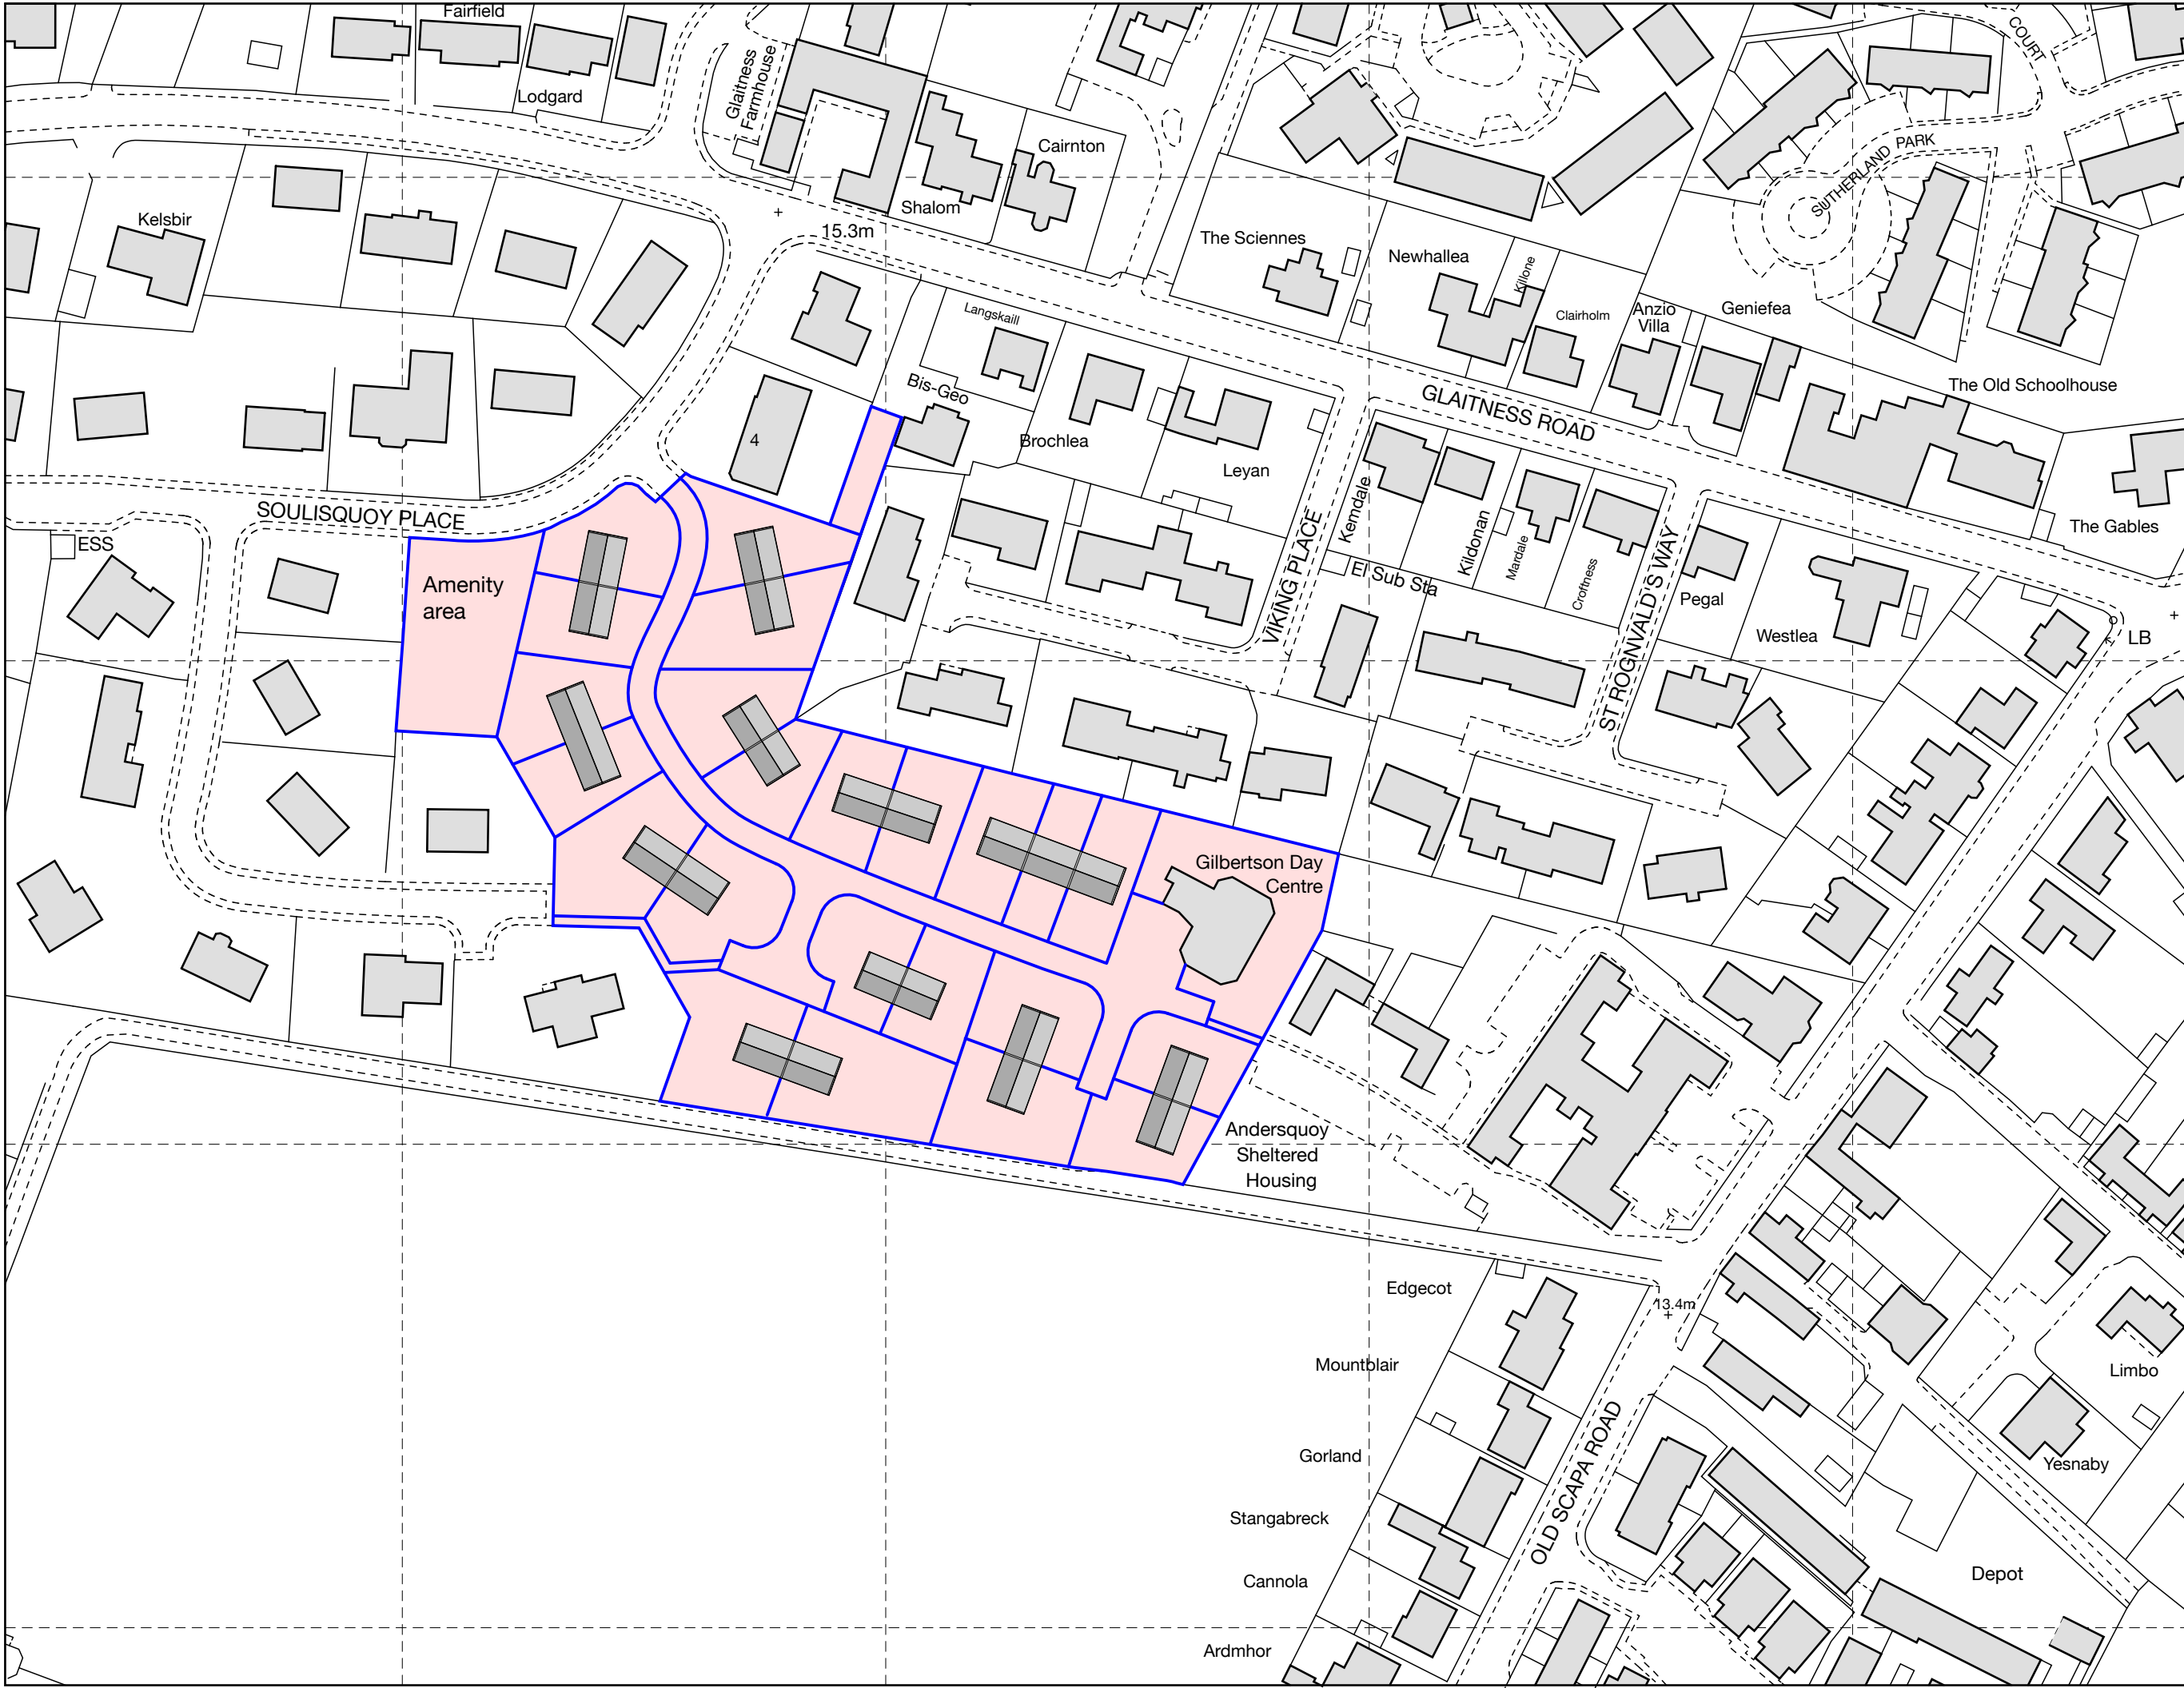 Fairfield
Lodgard
Glaitness
Farmhouse
COURT
SUTHERLAND PARK
Cairnton
Shalom
Kelsbir
15.3m
The Sciennes
Newhallea
Killone
Clairholm
Anzio
Villa
Geniefea
Langskaill
Bis-Geo
The Old Schoolhouse
GLAITNESS ROAD
4
Brochlea
Leyan
SOULISQUOY PLACE
ESS
Kemdale
Kildonan
Mardale
Croftness
The Gables
Amenity
area
VIKING PLACE
El Sub Sta
ST ROGNVALD'S WAY
Pegal
Westlea
LB
Gilbertson Day
Centre
Andersquoy
Sheltered
Housing
Edgecot
13.4m
Mountblair
Limbo
Gorland
Yesnaby
OLD SCAPA ROAD
Stangabreck
Depot
Cannola
Ardmhor